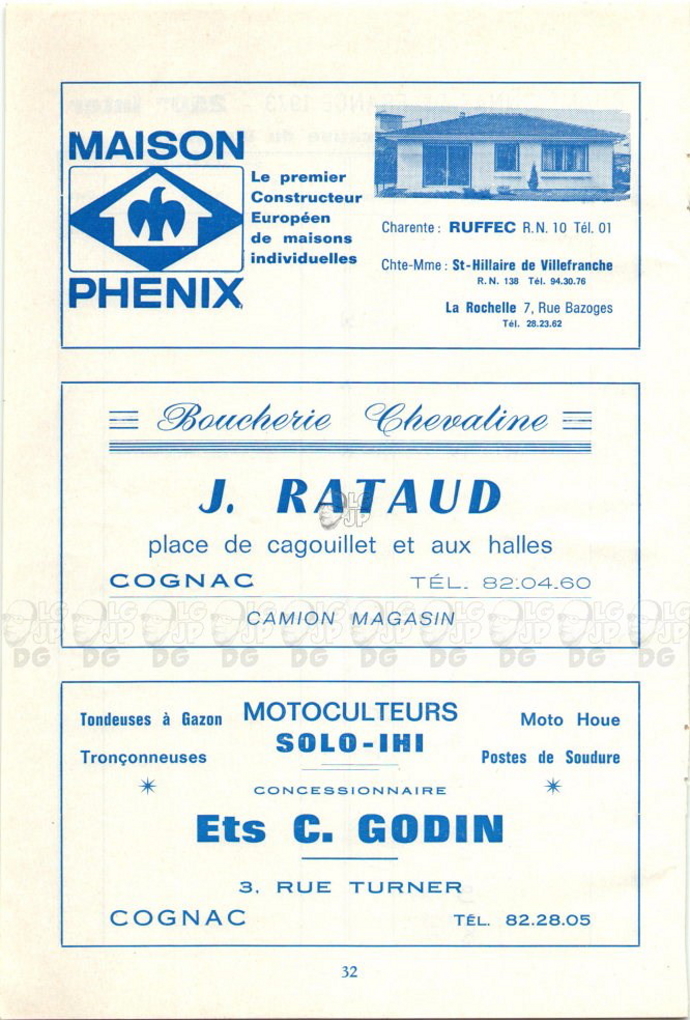 MAISON
PHENIX
Le premier
Constructeur
Européen
de maisons
individuelles
Charente : RUFFEC R.N. 10 Tél. 01
Chte-Mme : St-Hillaire de Villefranche
R.N. 138 Tél. 94.30.76
La Rochelle 7, Rue Bazoges
Tél. 28.23.62
Boucherie Chevaline
J. RATAUD
place de cagouillet et aux halles
COGNAC TÉL. 82.04.60
CAMION MAGASIN
LG JP DG
Tondeuses à Gazon MOTOCULTEURS Moto Houe
Tronçonneuses SOLO-IHI Postes de Soudure
CONCESSIONNAIRE
Ets C. GODIN
3. RUE TURNER
COGNAC TÉL. 82.28.05
32